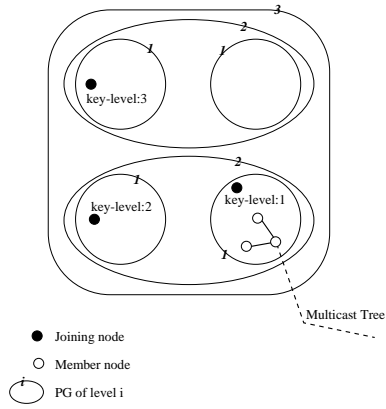 3
2
1
1
key-level:3
2
1
key-level:1
key-level:2
1
Multicast Tree
Joining node
Member node
i
PG of level i